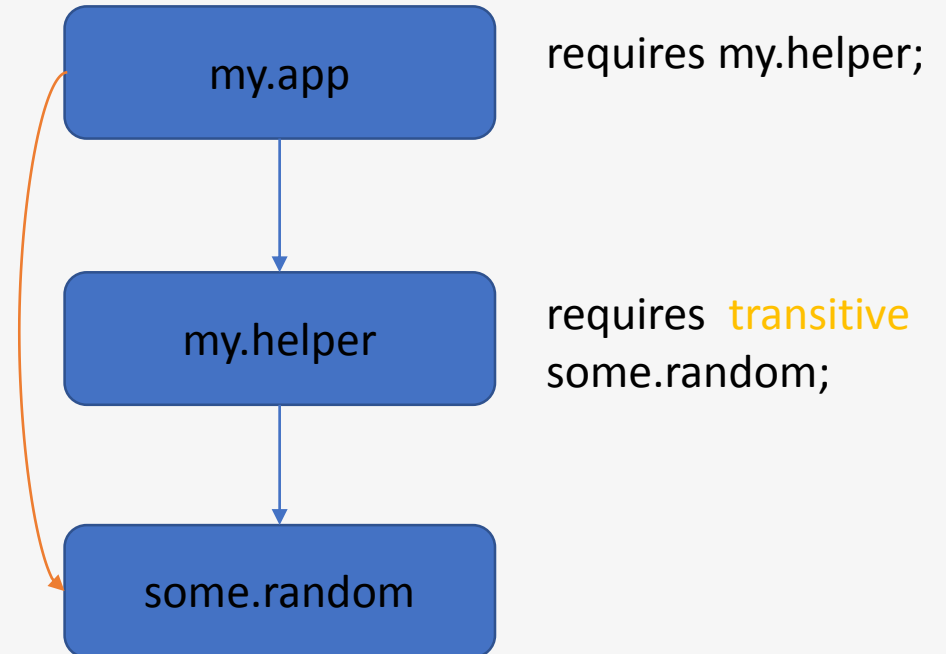 my.app
requires my.helper;
my.helper
requires transitive
some.random;
some.random